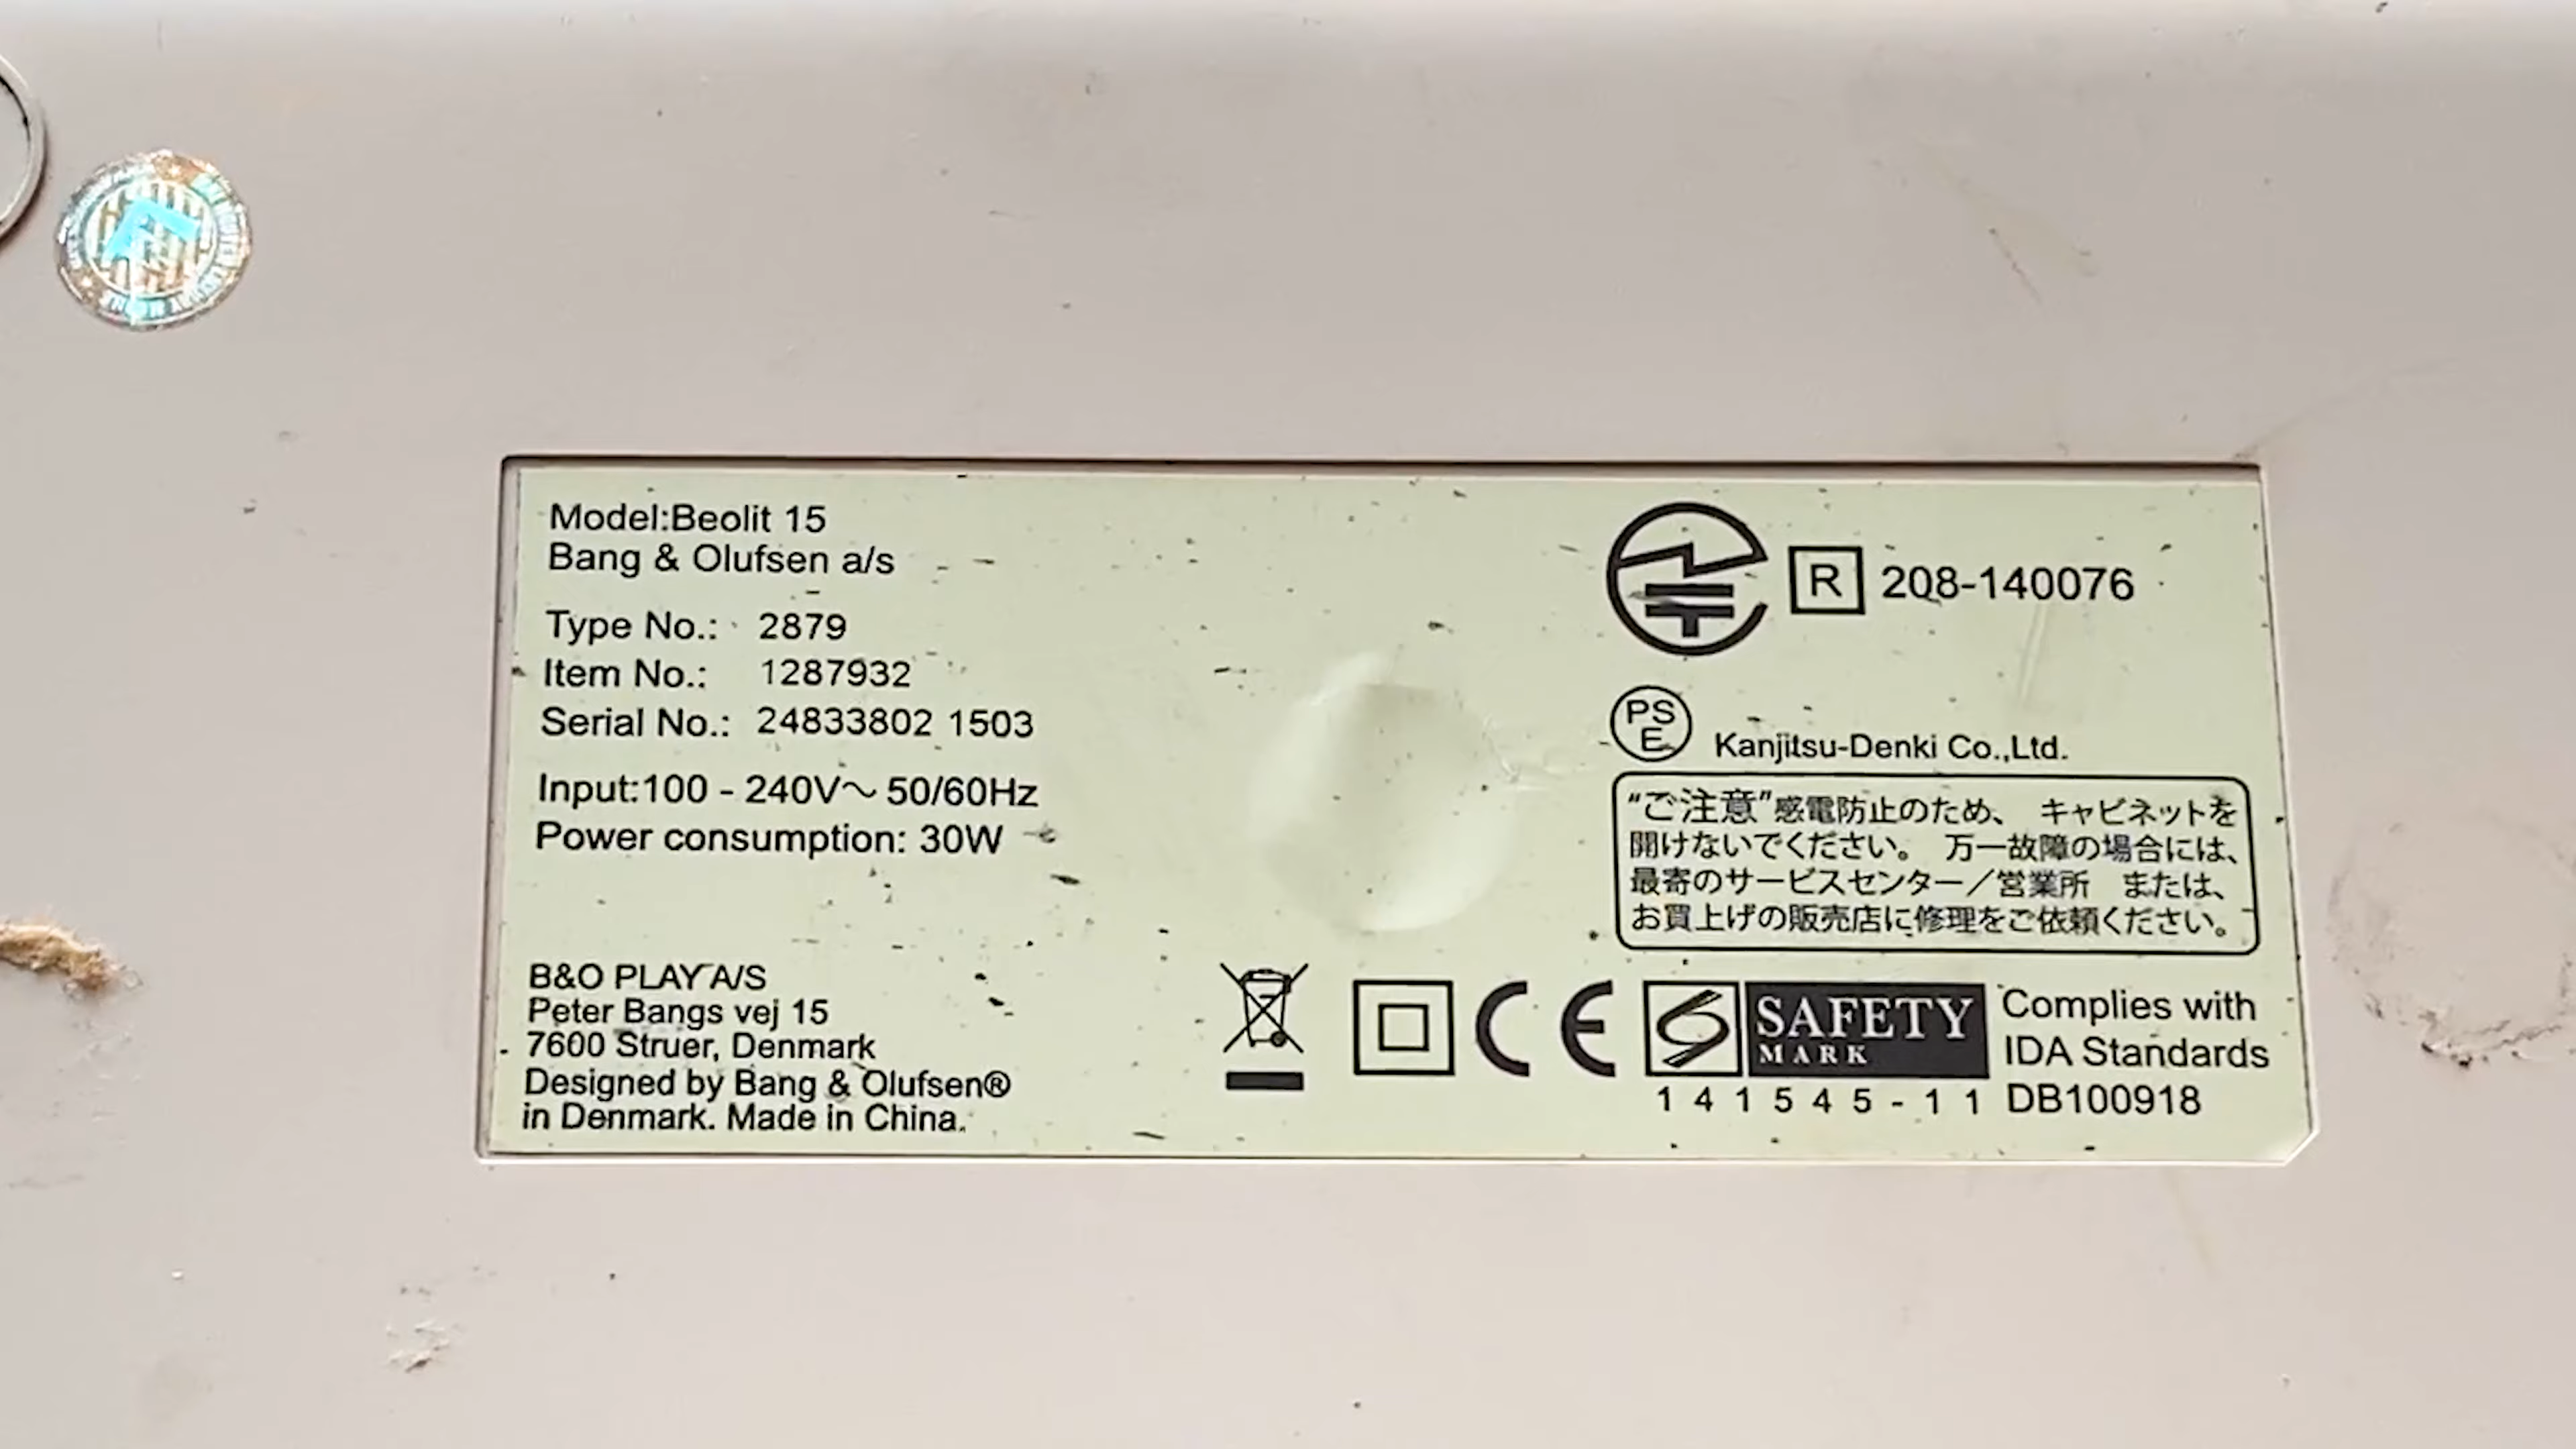 Model:Beolit 15
Bang & Olufsen a/s
Type No.: 2879
Item No.: 1287932
Serial No.: 24833802 1503
Input:100 - 240V～ 50/60Hz
Power consumption: 30W
B&O PLAY A/S
Peter Bangs vej 15
7600 Struer, Denmark
Designed by Bang & Olufsen®
in Denmark. Made in China.
R 208-140076
PS
E
Kanjitsu-Denki Co.,Ltd.
“ご注意”感電防止のため、 キャビネットを
開けないでください。 万一故障の場合には、
最寄のサービスセンター／営業所 または、
お買上げの販売店に修理をご依頼ください。
CE
SAFETY
MARK
141545-11
Complies with
IDA Standards
DB100918